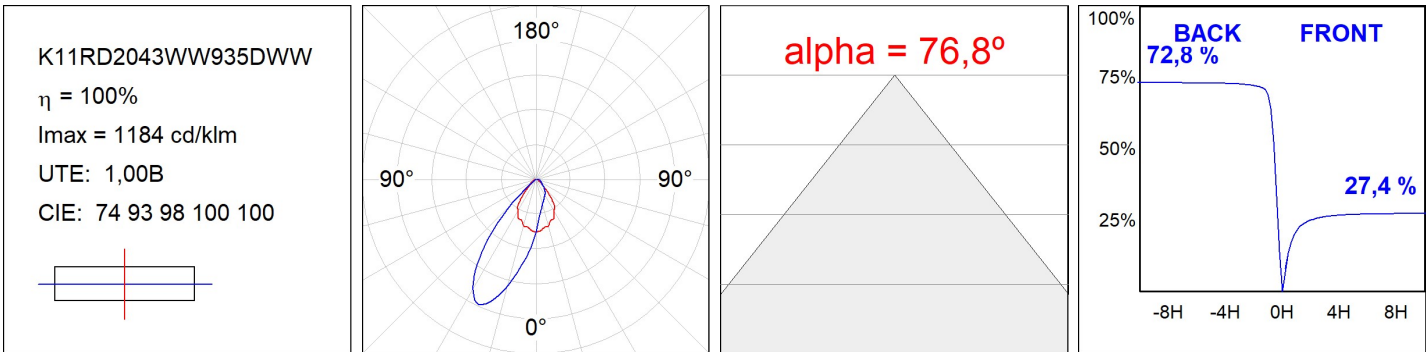 K11RD2043WW935DWW
η = 100%
Imax = 1184 cd/klm
UTE: 1,00B
CIE: 74 93 98 100 100
180°
90° 90°
0°
alpha = 76,8º
100%
BACK FRONT
72,8 %
75%
50%
27,4 %
25%
-8H -4H 0H 4H 8H